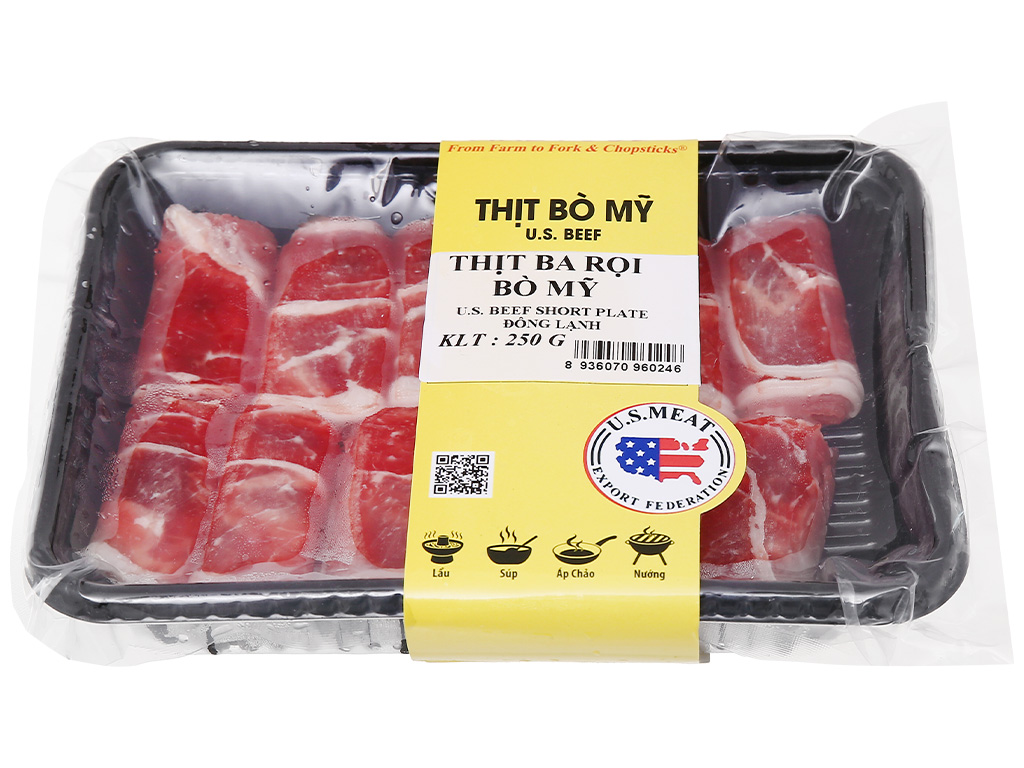 From Farm to Fork & Chopsticks®
THỊT BÒ MỸ
U.S. BEEF
THỊT BA RỌI
BÒ MỸ
U.S. BEEF SHORT PLATE
ĐÔNG LẠNH
KLT : 250 G
8 936070 960246
U.S.MEAT
EXPORT FEDERATION
Lẩu
Súp
Áp Chảo
Nướng